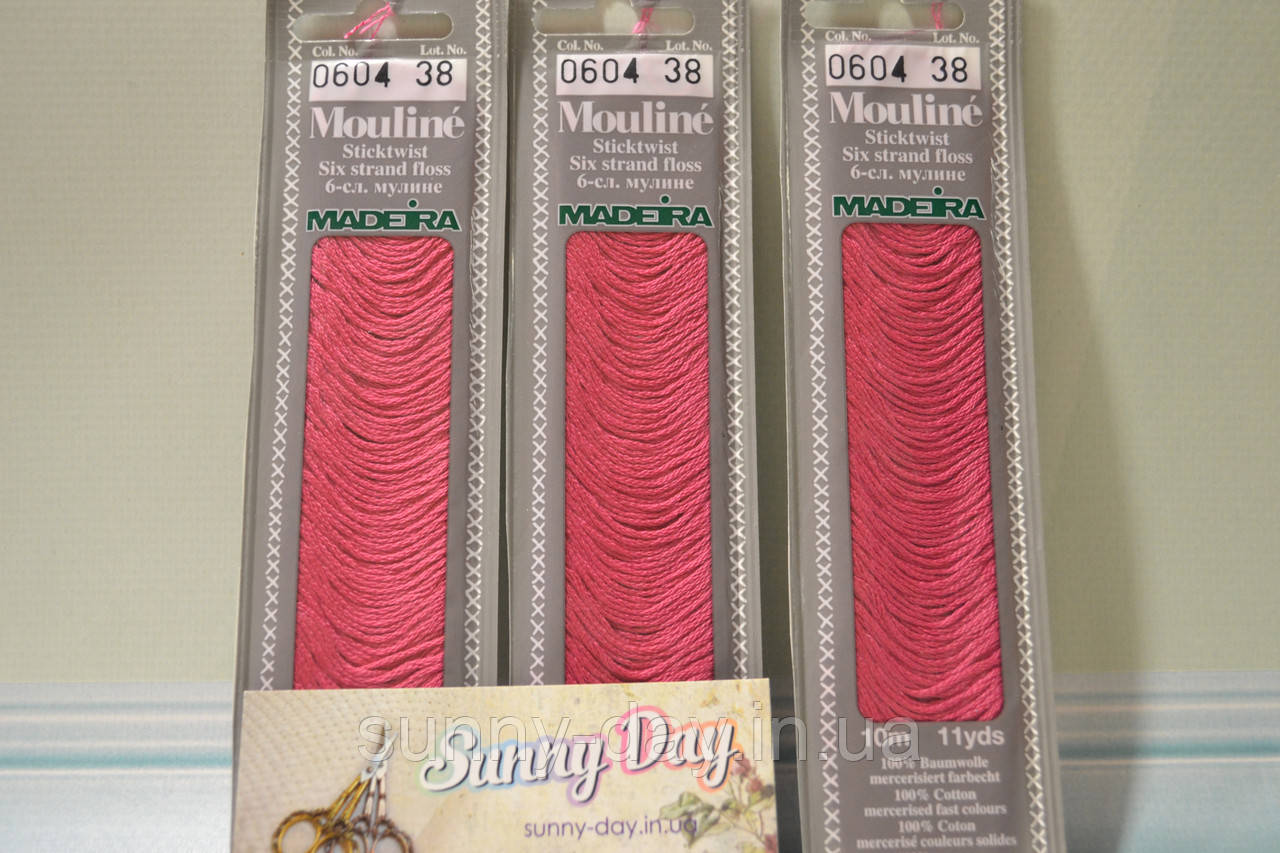 Col. No. Lot. No.
0604 38
Mouliné
Sticktwist
Six strand floss
6-сл. мулине
MADEIRA
Col. No. Lot. No.
0604 38
Mouliné
Sticktwist
Six strand floss
6-сл. мулине
MADEIRA
Col. No. Lot. No.
0604 38
Mouliné
Sticktwist
Six strand floss
6-сл. мулине
MADEIRA
10m 11yds
100% Baumwolle
mercerisiert farbecht
100% Cotton
mercerised fast colours
100% Coton
mercerisé couleurs solides
sunny-day.in.ua
Sunny Day
sunny-day.in.ua